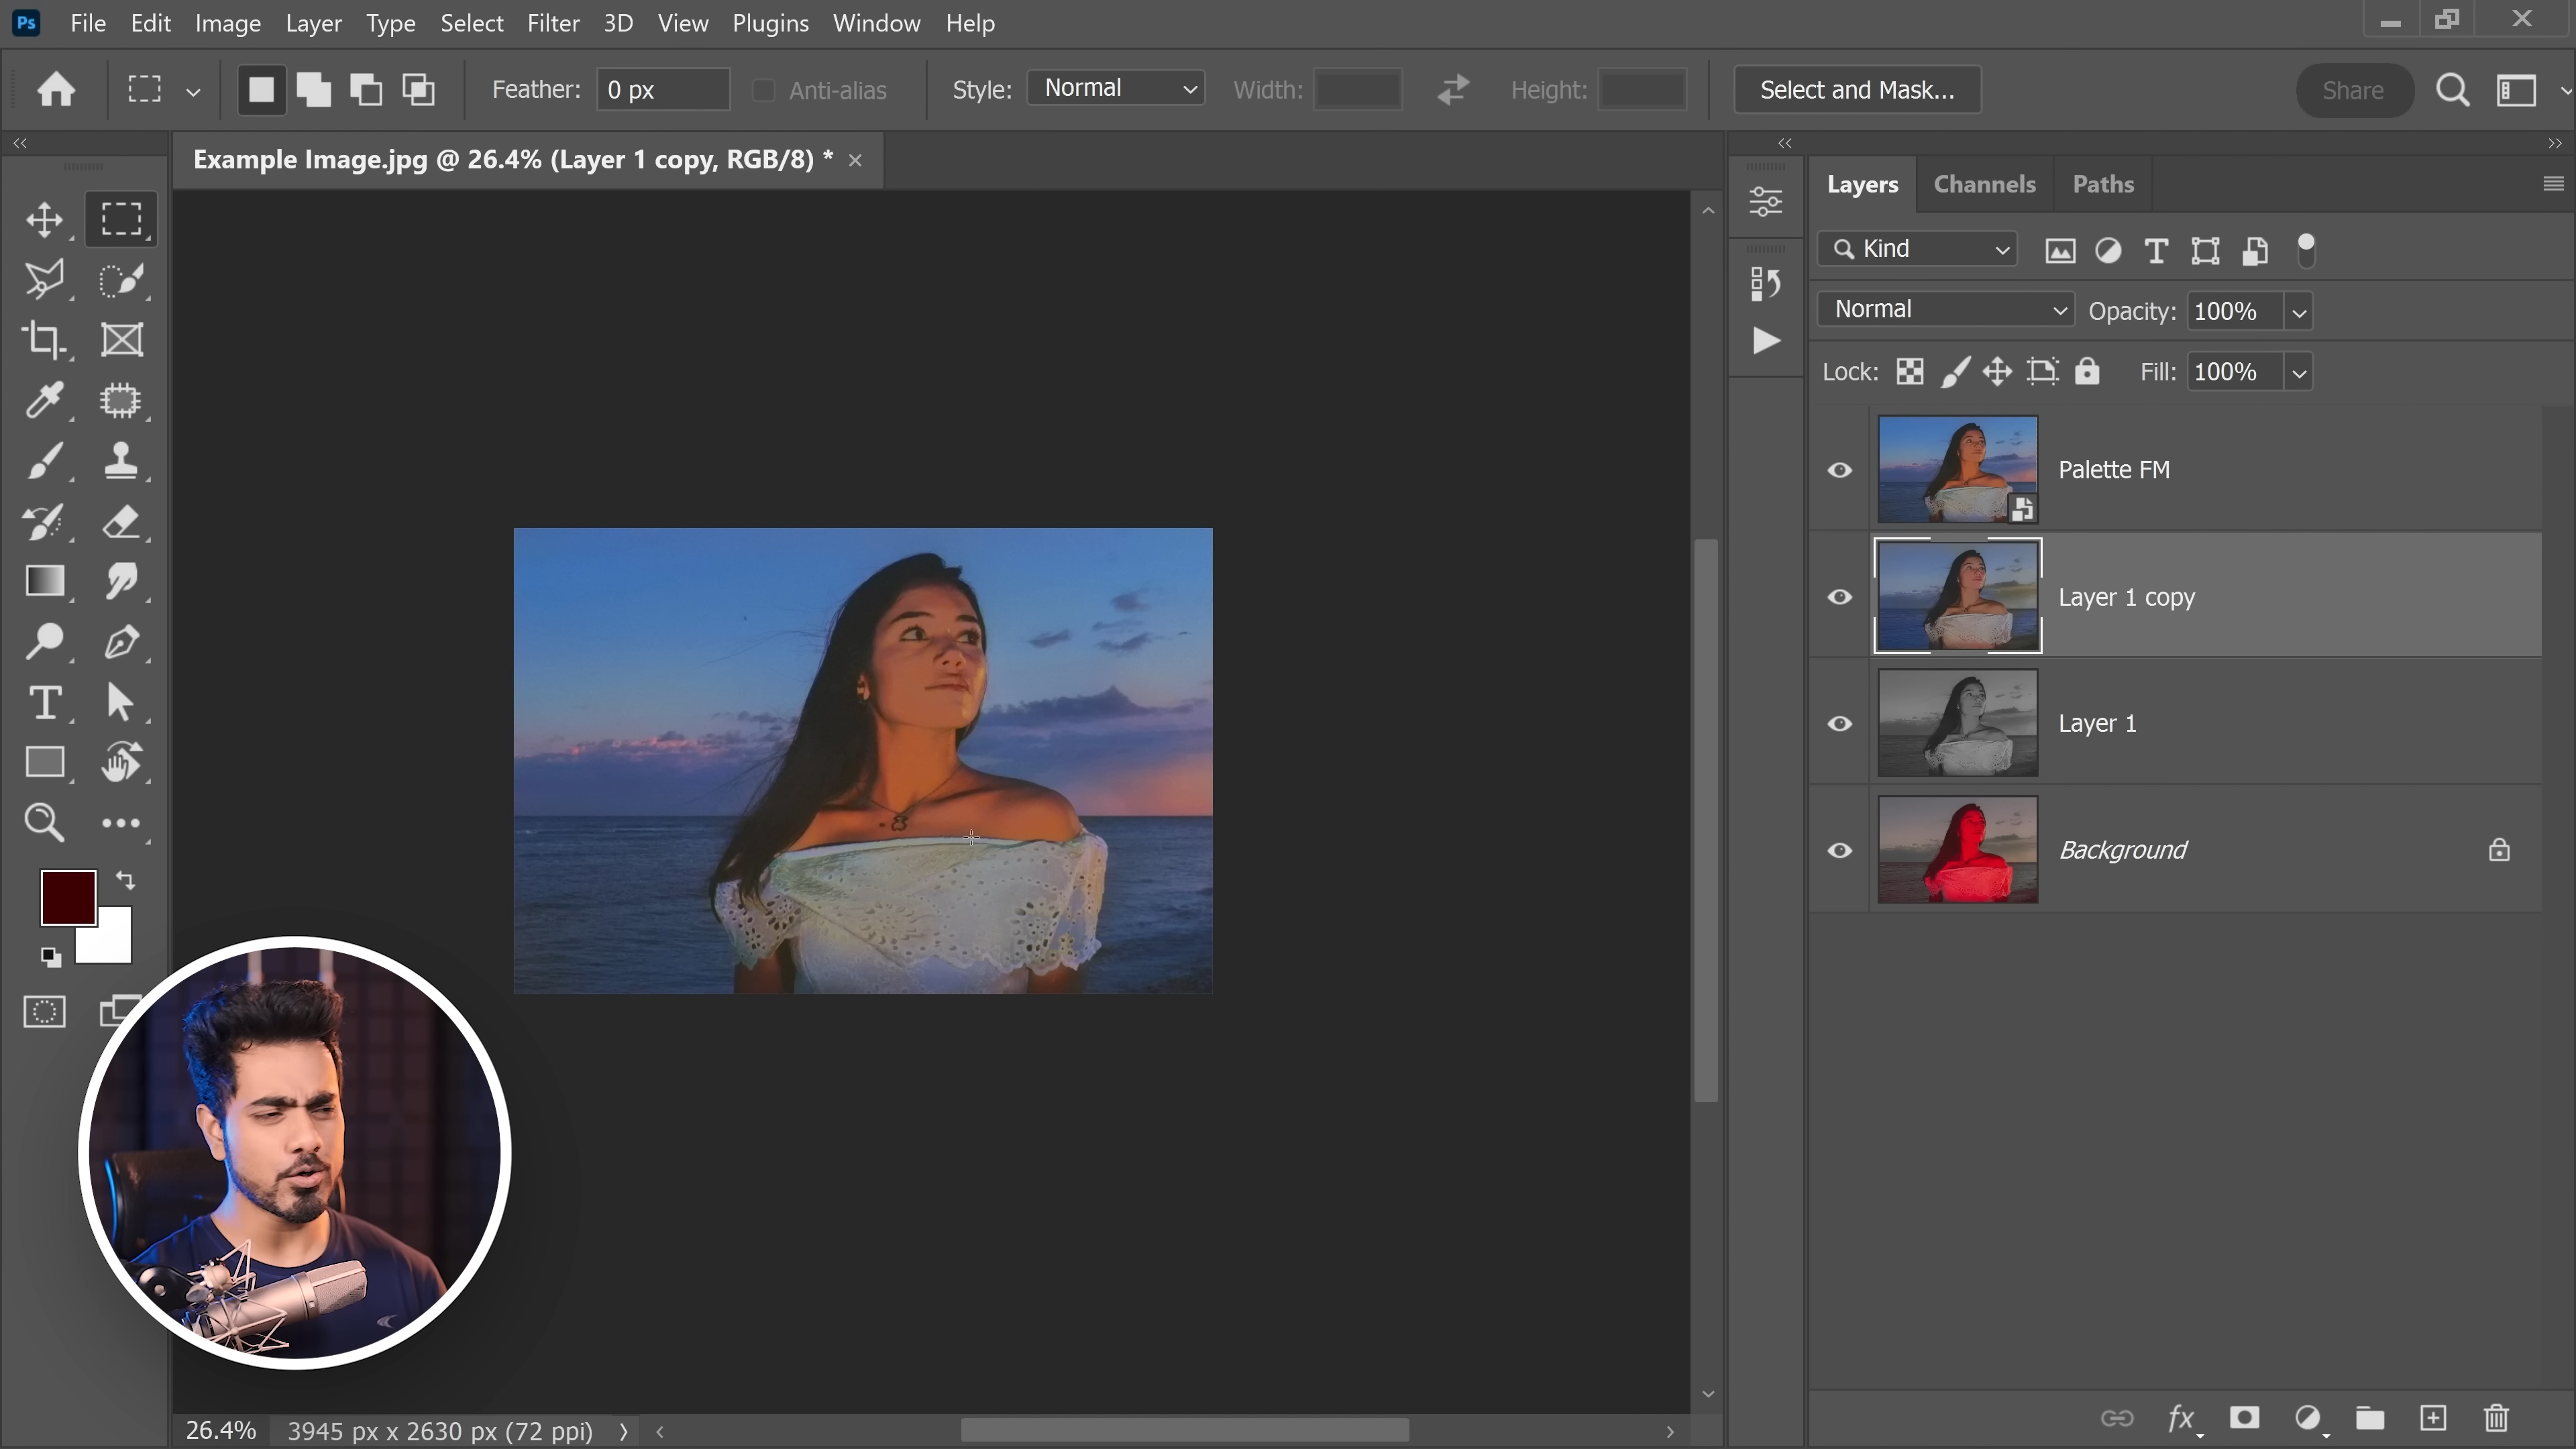 Ps File Edit Image Layer Type Select Filter 3D View Plugins Window Help
Feather: 0 px Anti-alias Style: Normal Width: Height: Select and Mask... Share
Example Image.jpg @ 26.4% (Layer 1 copy, RGB/8) *
Layers Channels Paths
Kind
Normal Opacity: 100%
Lock: Fill: 100%
Palette FM
Layer 1 copy
Layer 1
Background
fx
26.4% 3945 px x 2630 px (72 ppi)